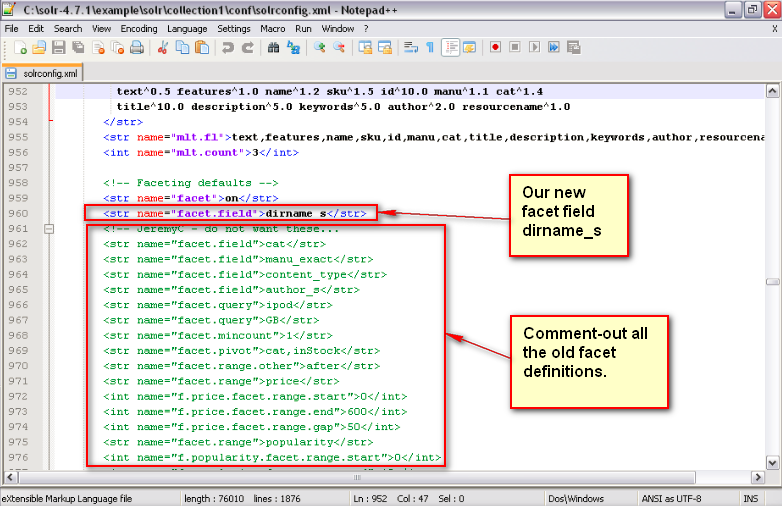 C:\solr-4.7.1\example\solr\collection1\conf\solrconfig.xml - Notepad++
File Edit Search View Encoding Language Settings Macro Run Window ? X
solrconfig.xml
952 text^0.5 features^1.0 name^1.2 sku^1.5 id^10.0 manu^1.1 cat^1.4
953 title^10.0 description^5.0 keywords^5.0 author^2.0 resourcename^1.0
954 </str>
955 <str name="mlt.fl">text,features,name,sku,id,manu,cat,title,description,keywords,author,resourcena
956 <int name="mlt.count">3</int>
957
958 <!-- Faceting defaults -->
959 <str name="facet">on</str>
960 <str name="facet.field">dirname_s</str>
961 <!-- JeremyC - do not want these...
962 <str name="facet.field">cat</str>
963 <str name="facet.field">manu_exact</str>
964 <str name="facet.field">content_type</str>
965 <str name="facet.field">author_s</str>
966 <str name="facet.query">ipod</str>
967 <str name="facet.query">GB</str>
968 <str name="facet.mincount">1</str>
969 <str name="facet.pivot">cat,inStock</str>
970 <str name="facet.range.other">after</str>
971 <str name="facet.range">price</str>
972 <int name="f.price.facet.range.start">0</int>
973 <int name="f.price.facet.range.end">600</int>
974 <int name="f.price.facet.range.gap">50</int>
975 <str name="facet.range">popularity</str>
976 <int name="f.popularity.facet.range.start">0</int>
Our new
facet field
dirname_s
Comment-out all
the old facet
definitions.
eXtensible Markup Language file length : 76010 lines : 1876 Ln : 952 Col : 47 Sel : 0 Dos\Windows ANSI as UTF-8 INS